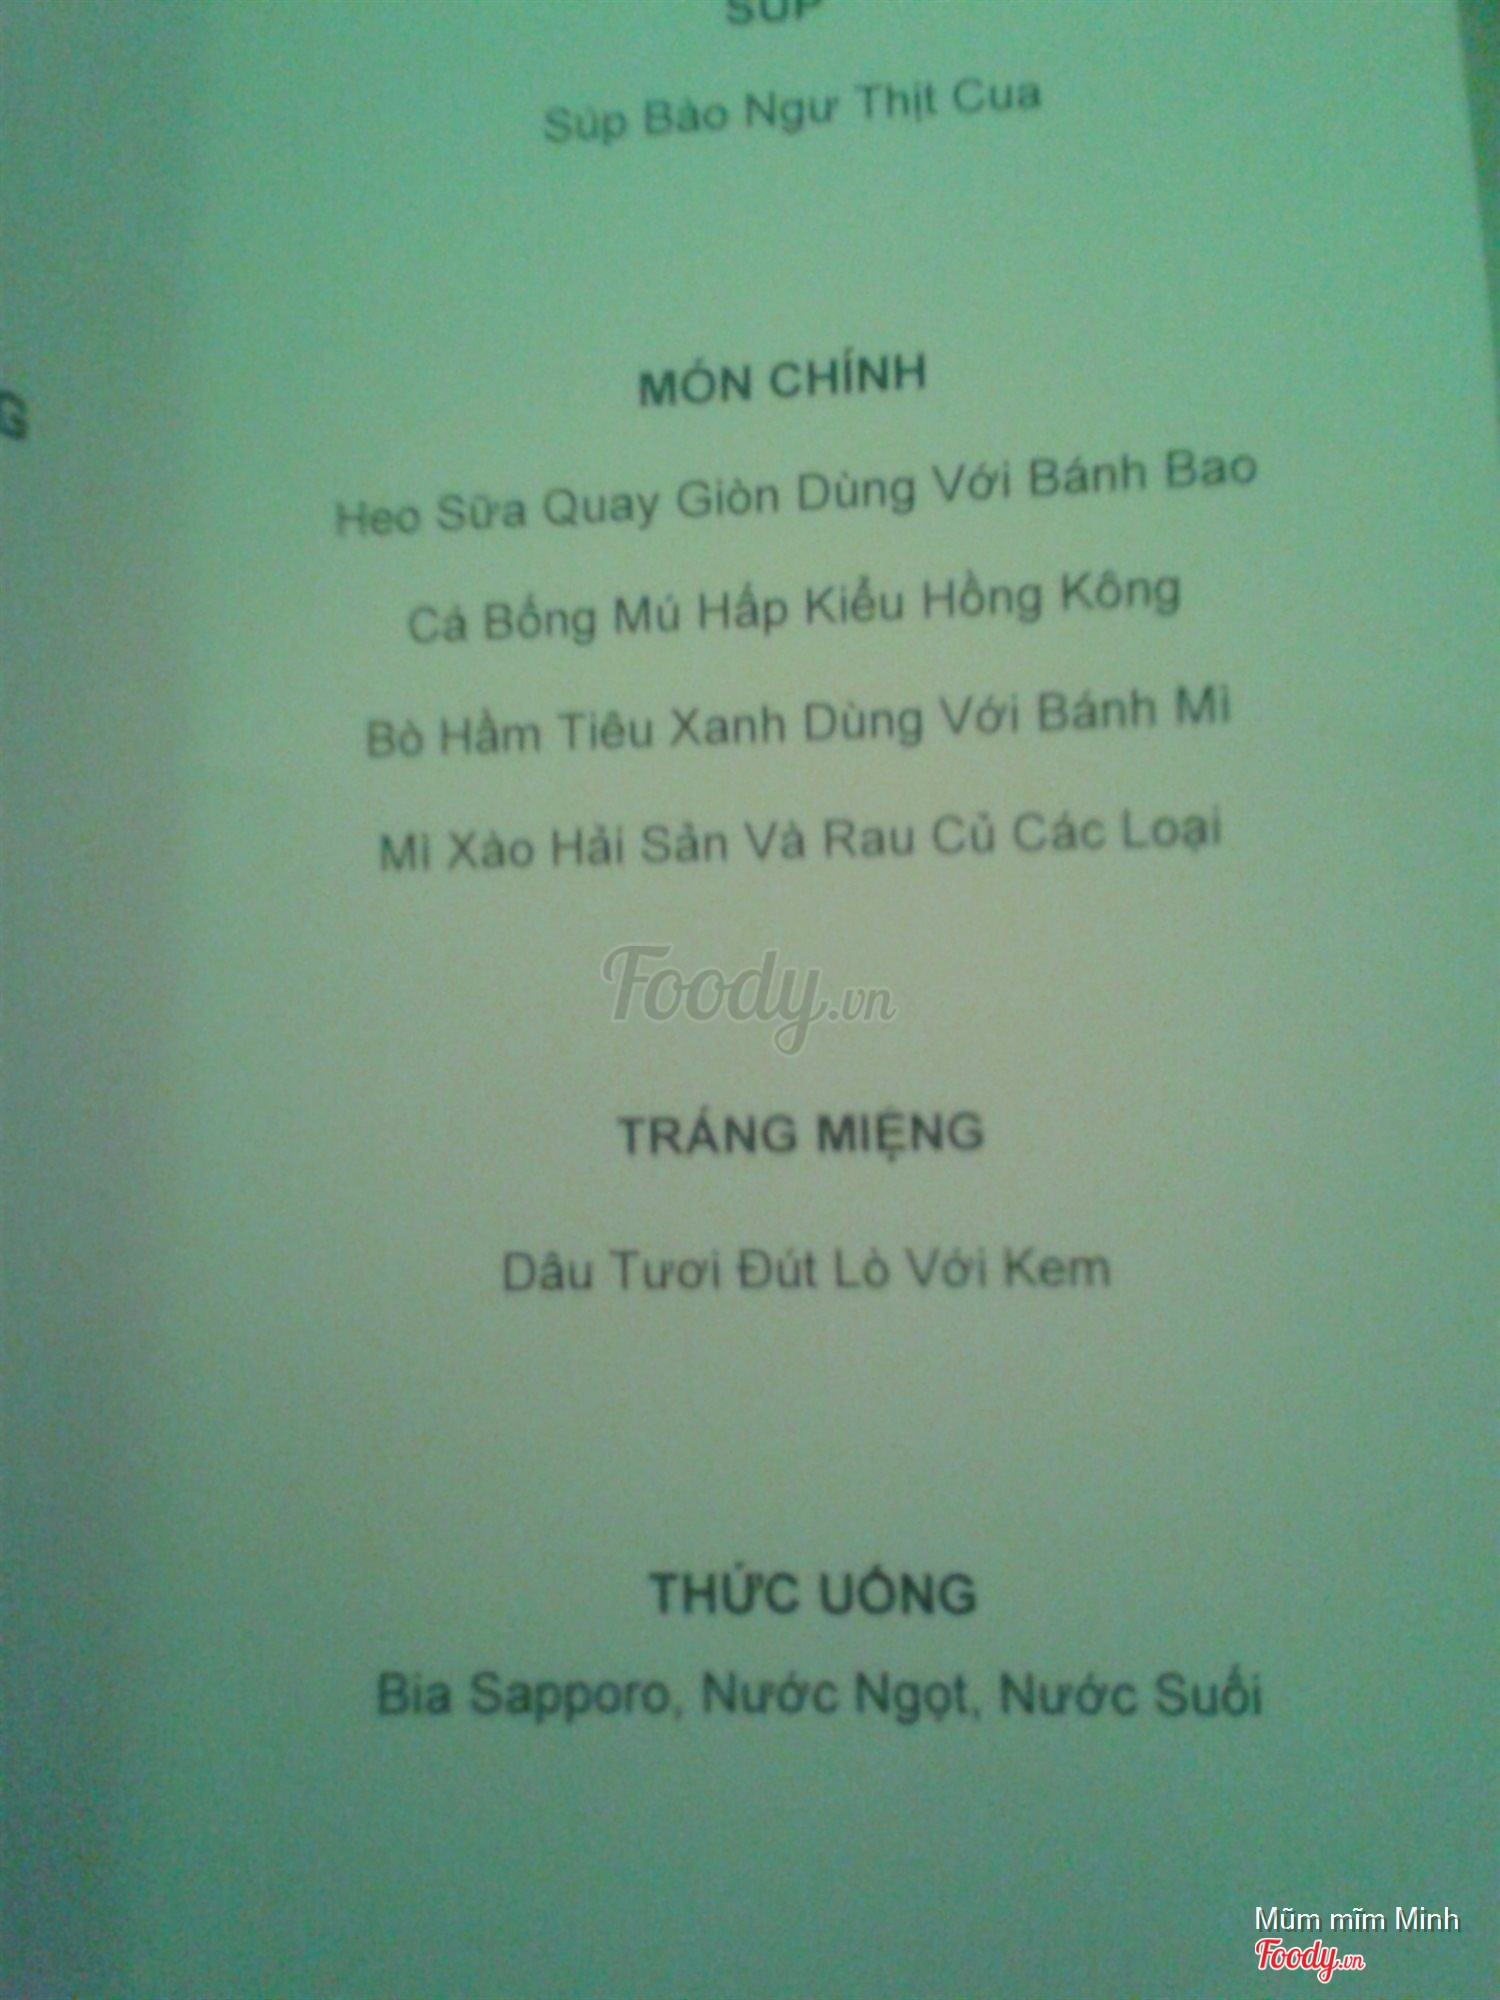 SÚP
Súp Bào Ngư Thịt Cua
MÓN CHÍNH
G
Heo Sữa Quay Giòn Dùng Với Bánh Bao
Cá Bống Mú Hấp Kiểu Hồng Kông
Bò Hầm Tiêu Xanh Dùng Với Bánh Mì
Mì Xào Hải Sản Và Rau Củ Các Loại
Foody.vn
TRÁNG MIỆNG
Dâu Tươi Đút Lò Với Kem
THỨC UỐNG
Bia Sapporo, Nước Ngọt, Nước Suối
Mũm mĩm Minh
Foody.vn